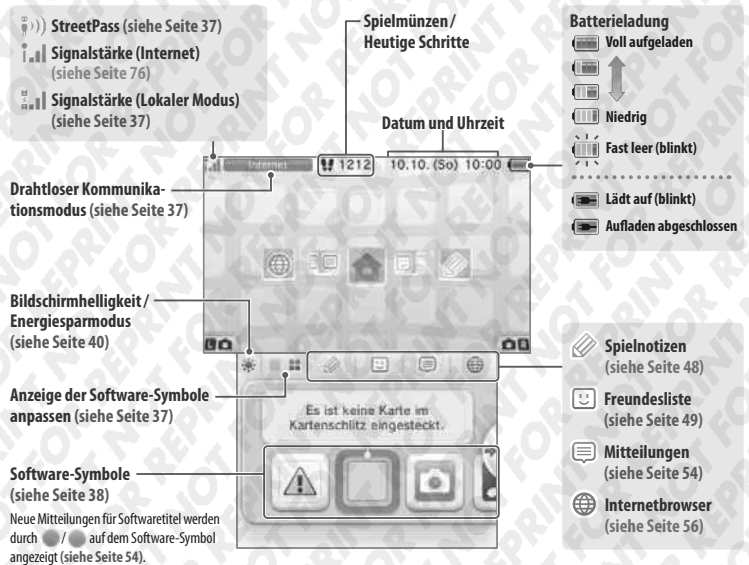 StreetPass (siehe Seite 37)
Signalstärke (Internet)
(siehe Seite 76)
Signalstärke (Lokaler Modus)
(siehe Seite 37)
Spielmünzen /
Heutige Schritte
Datum und Uhrzeit
Batterieladung
Voll aufgeladen
Niedrig
Fast leer (blinkt)
Lädt auf (blinkt)
Aufladen abgeschlossen
Internet
1212
10.10. (So) 10:00
Drahtloser Kommunika-
tionsmodus (siehe Seite 37)
Bildschirmhelligkeit /
Energiesparmodus
(siehe Seite 40)
Anzeige der Software-Symbole
anpassen (siehe Seite 37)
Es ist keine Karte im
Kartenschlitz eingesteckt.
Software-Symbole
(siehe Seite 38)
Neue Mitteilungen für Softwaretitel werden
durch / auf dem Software-Symbol
angezeigt (siehe Seite 54).
L
R
Spielnotizen
(siehe Seite 48)
Freundesliste
(siehe Seite 49)
Mitteilungen
(siehe Seite 54)
Internetbrowser
(siehe Seite 56)
NOT FOR REPRINT